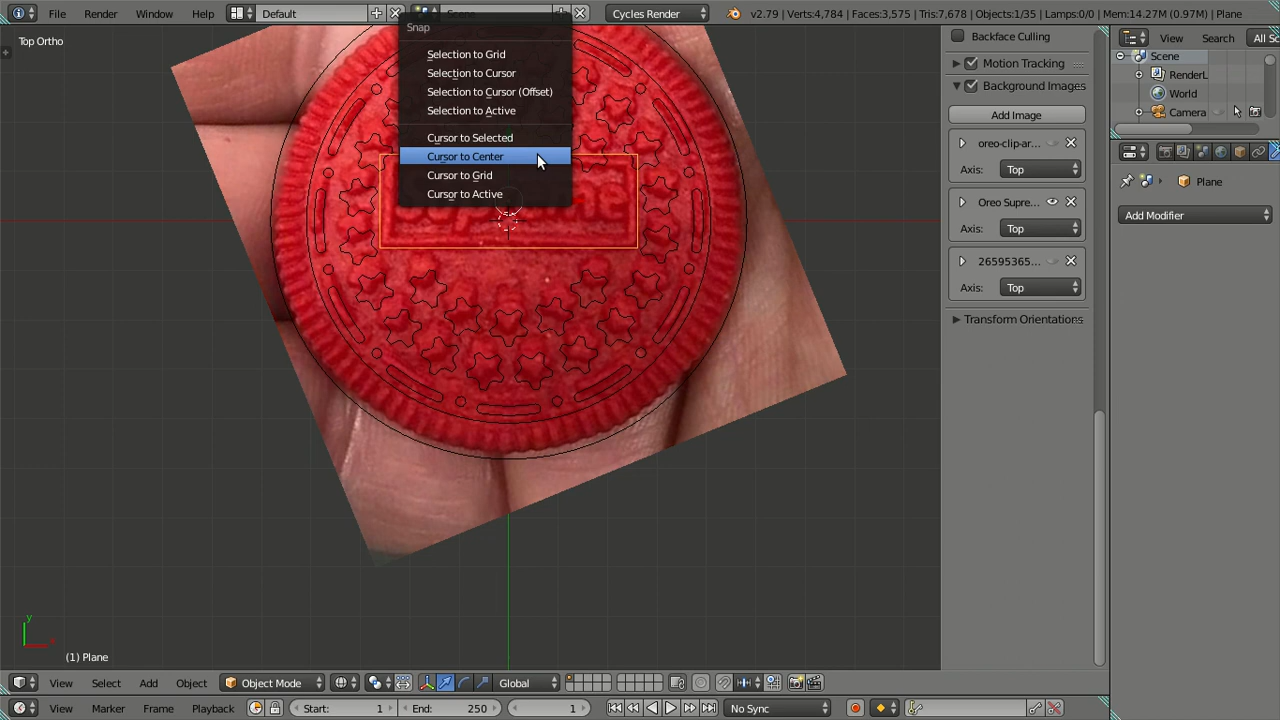 File Render Window Help Default Scene Cycles Render v2.79 | Verts:4,784 | Faces:3,575 | Tris:7,678 | Objects:1/35 | Lamps:0/0 | Mem:14.27M (0.97M) | Plane
Top Ortho
Snap
Selection to Grid
Selection to Cursor
Selection to Cursor (Offset)
Selection to Active
Cursor to Selected
Cursor to Center
Cursor to Grid
Cursor to Active
Backface Culling
Motion Tracking
Background Images
Add Image
oreo-clip-ar...
Axis: Top
Oreo Supre...
Axis: Top
26595365...
Axis: Top
Transform Orientations
View Search All Sc
Scene
RenderL
World
Camera
Plane
Add Modifier
y
x
(1) Plane
View Select Add Object Object Mode Global
View Marker Frame Playback Start: 1 End: 250 1 No Sync